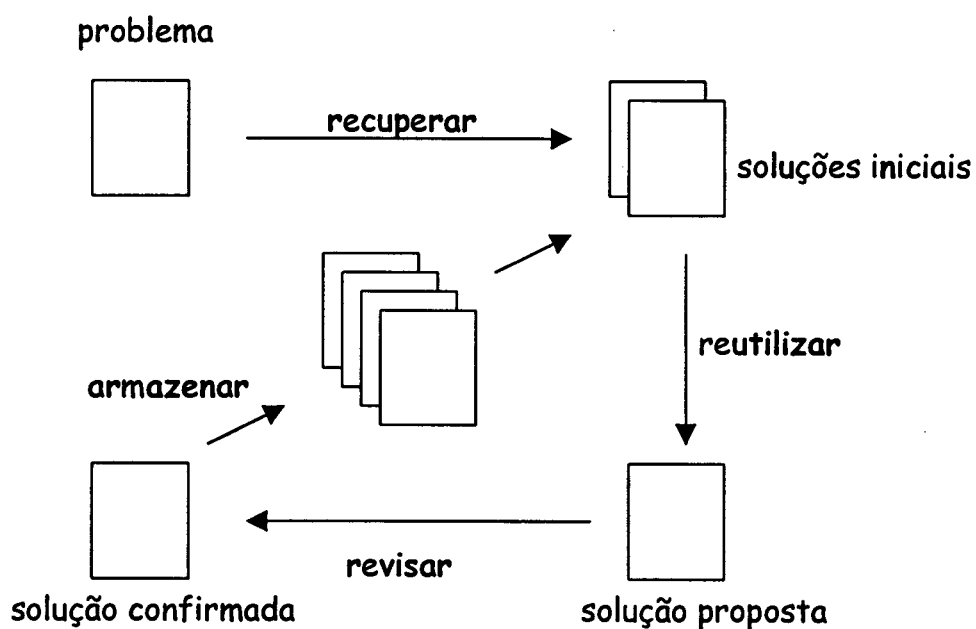 problema
recuperar
soluções iniciais
reutilizar
armazenar
revisar
solução confirmada
solução proposta